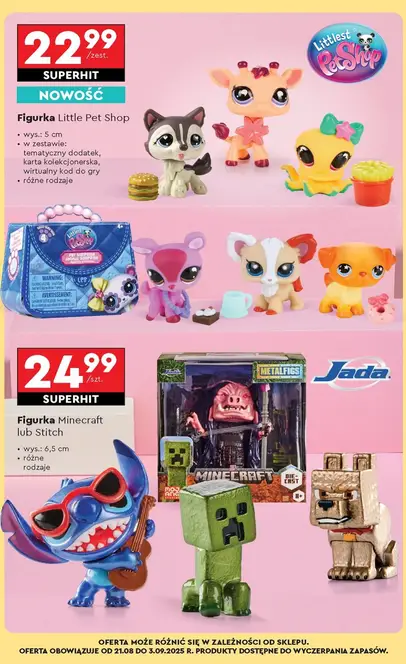 22 99
/zest.
SUPERHIT
NOWOŚĆ
Littlest
PetShop
Figurka Little Pet Shop
• wys.: 5 cm
• w zestawie:
tematyczny dodatek,
karta kolekcjonerska,
wirtualny kod do gry
• różne rodzaje
WARNING:
AVERTISSEMENT:
24 99
/szt.
SUPERHIT
Figurka Minecraft
lub Stitch
• wys.: 6,5 cm
• różne
rodzaje
METALFIGS
Jada
MINECRAFT
DIE-
CAST
OFERTA MOŻE RÓŻNIĆ SIĘ W ZALEŻNOŚCI OD SKLEPU.
OFERTA OBOWIĄZUJE OD 21.08 DO 3.09.2025 R. PRODUKTY DOSTĘPNE DO WYCZERPANIA ZAPASÓW.